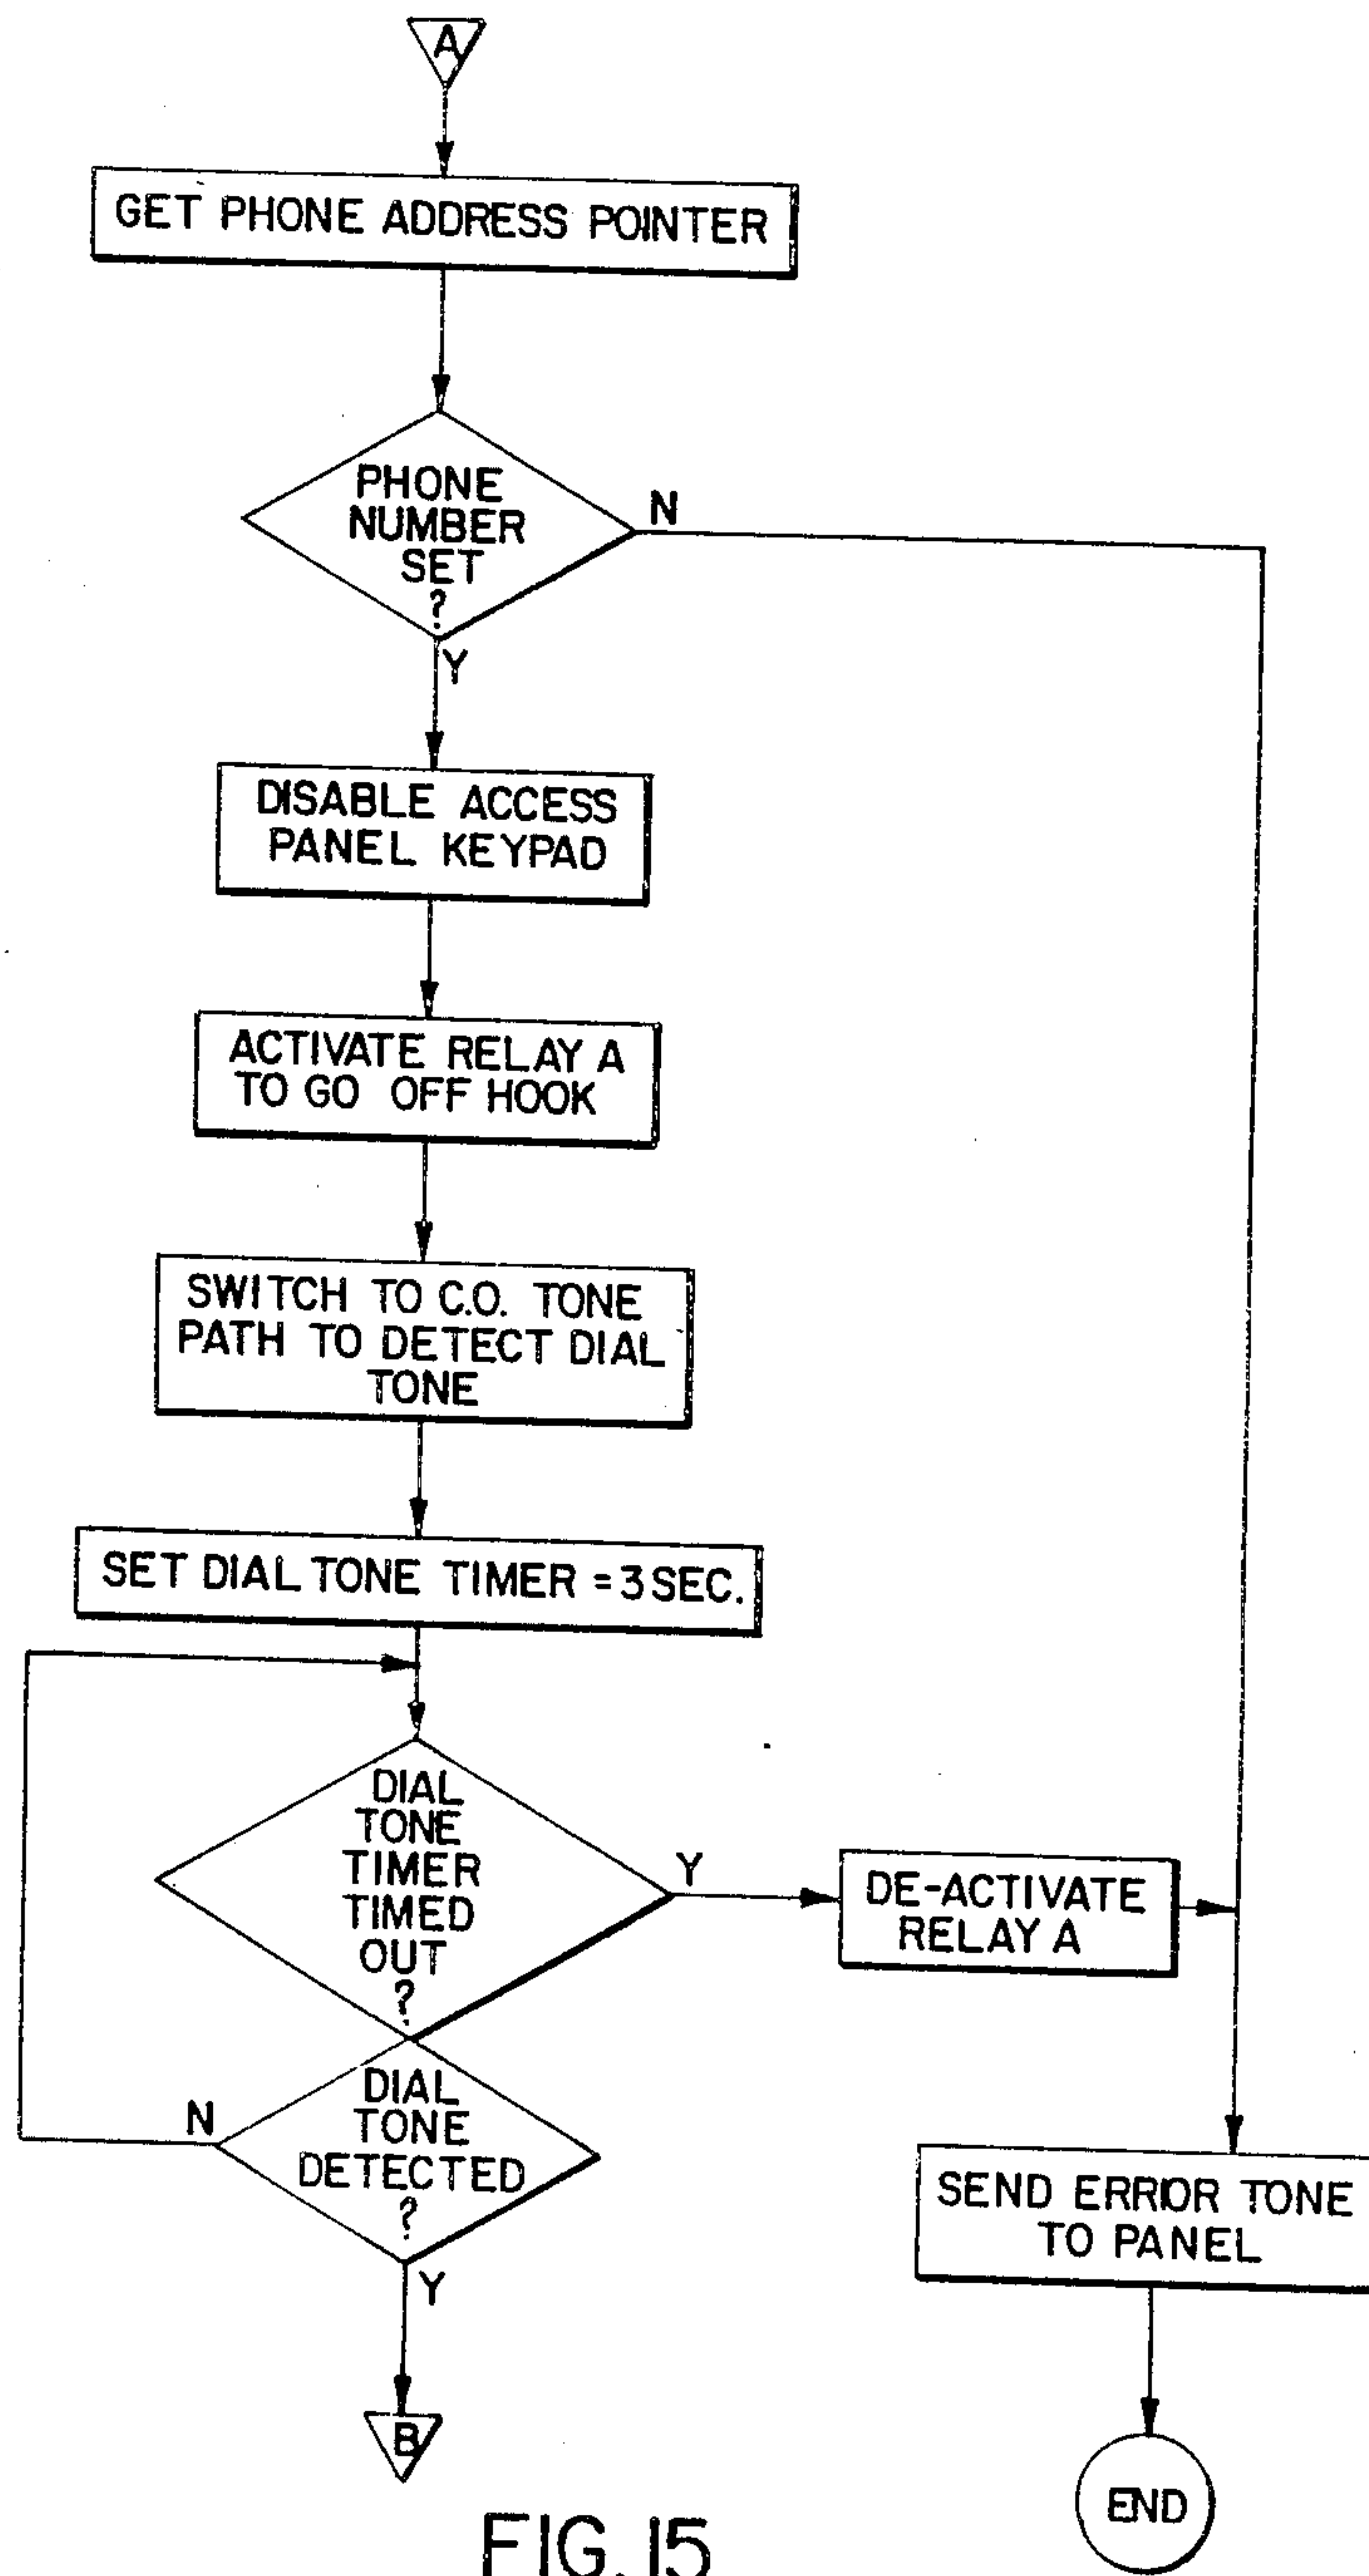 A
GET PHONE ADDRESS POINTER
PHONE
NUMBER
SET
?
N
Y
DISABLE ACCESS
PANEL KEYPAD
ACTIVATE RELAY A
TO GO OFF HOOK
SWITCH TO C.O. TONE
PATH TO DETECT DIAL
TONE
SET DIAL TONE TIMER = 3 SEC.
DIAL
TONE
TIMER
TIMED
OUT
?
Y
DE-ACTIVATE
RELAY A
DIAL
TONE
DETECTED
?
N
Y
SEND ERROR TONE
TO PANEL
B
END
FIG. 15